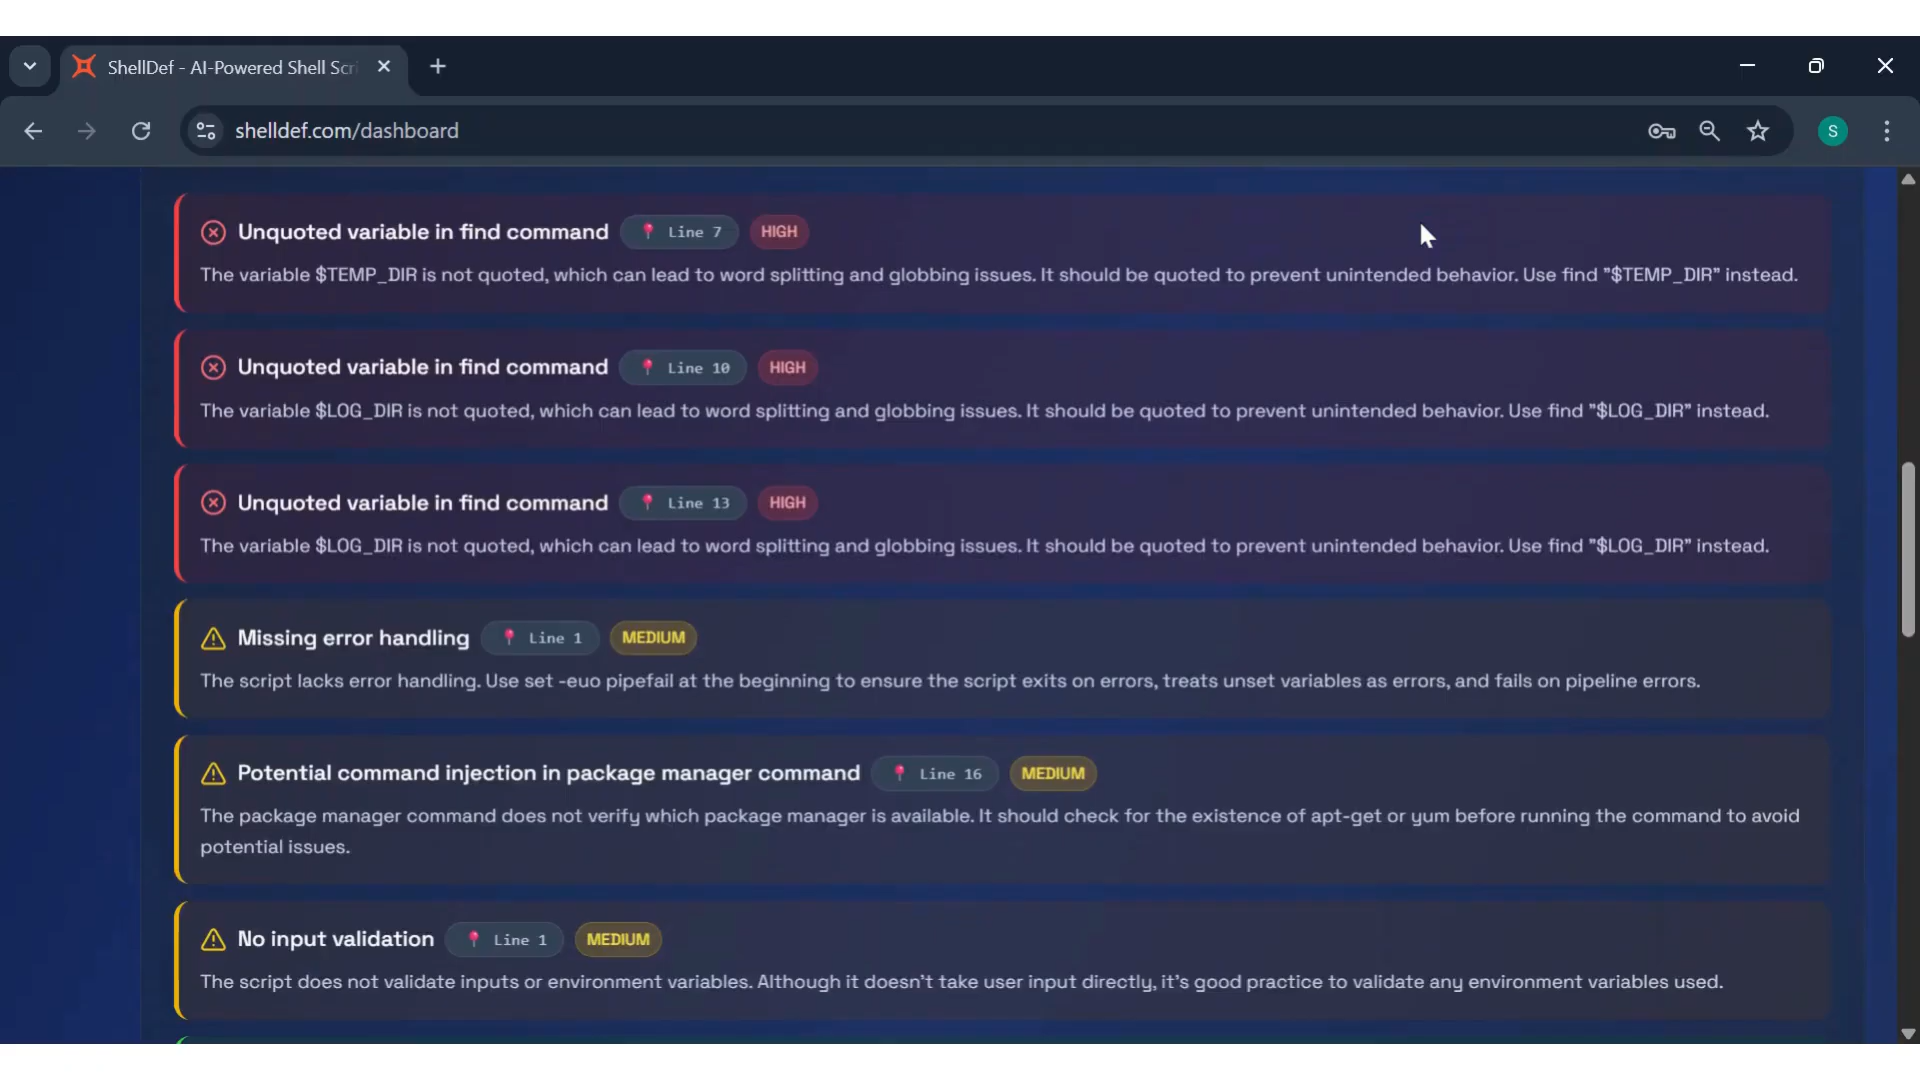 ShellDef - AI-Powered Shell Scri
shelldef.com/dashboard
S
Unquoted variable in find command Line 7 HIGH
The variable $TEMP_DIR is not quoted, which can lead to word splitting and globbing issues. It should be quoted to prevent unintended behavior. Use find "$TEMP_DIR" instead.
Unquoted variable in find command Line 10 HIGH
The variable $LOG_DIR is not quoted, which can lead to word splitting and globbing issues. It should be quoted to prevent unintended behavior. Use find "$LOG_DIR" instead.
Unquoted variable in find command Line 13 HIGH
The variable $LOG_DIR is not quoted, which can lead to word splitting and globbing issues. It should be quoted to prevent unintended behavior. Use find "$LOG_DIR" instead.
Missing error handling Line 1 MEDIUM
The script lacks error handling. Use set -euo pipefail at the beginning to ensure the script exits on errors, treats unset variables as errors, and fails on pipeline errors.
Potential command injection in package manager command Line 16 MEDIUM
The package manager command does not verify which package manager is available. It should check for the existence of apt-get or yum before running the command to avoid
potential issues.
No input validation Line 1 MEDIUM
The script does not validate inputs or environment variables. Although it doesn't take user input directly, it's good practice to validate any environment variables used.